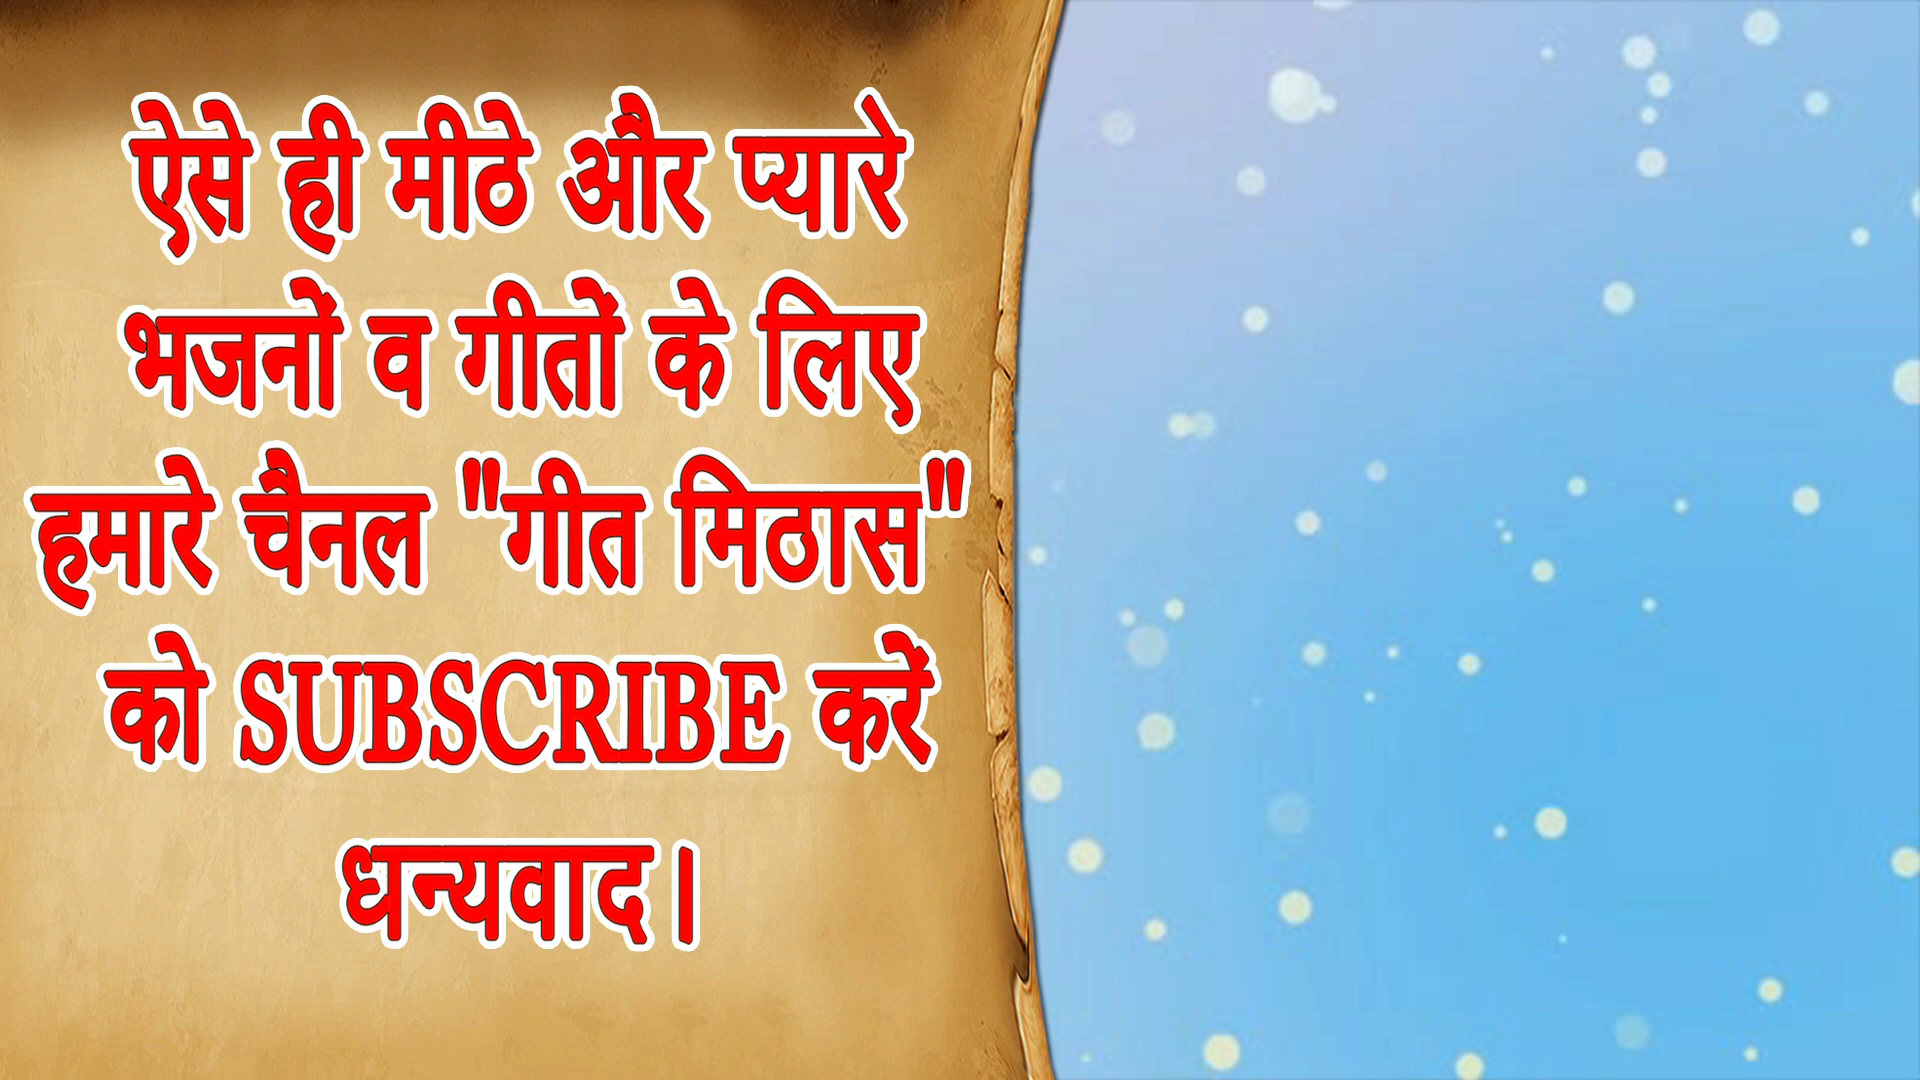 ऐसे ही मीठे और प्यारे
भजनों व गीतों के लिए
हमारे चैनल "गीत मिठास"
को SUBSCRIBE करें
धन्यवाद।